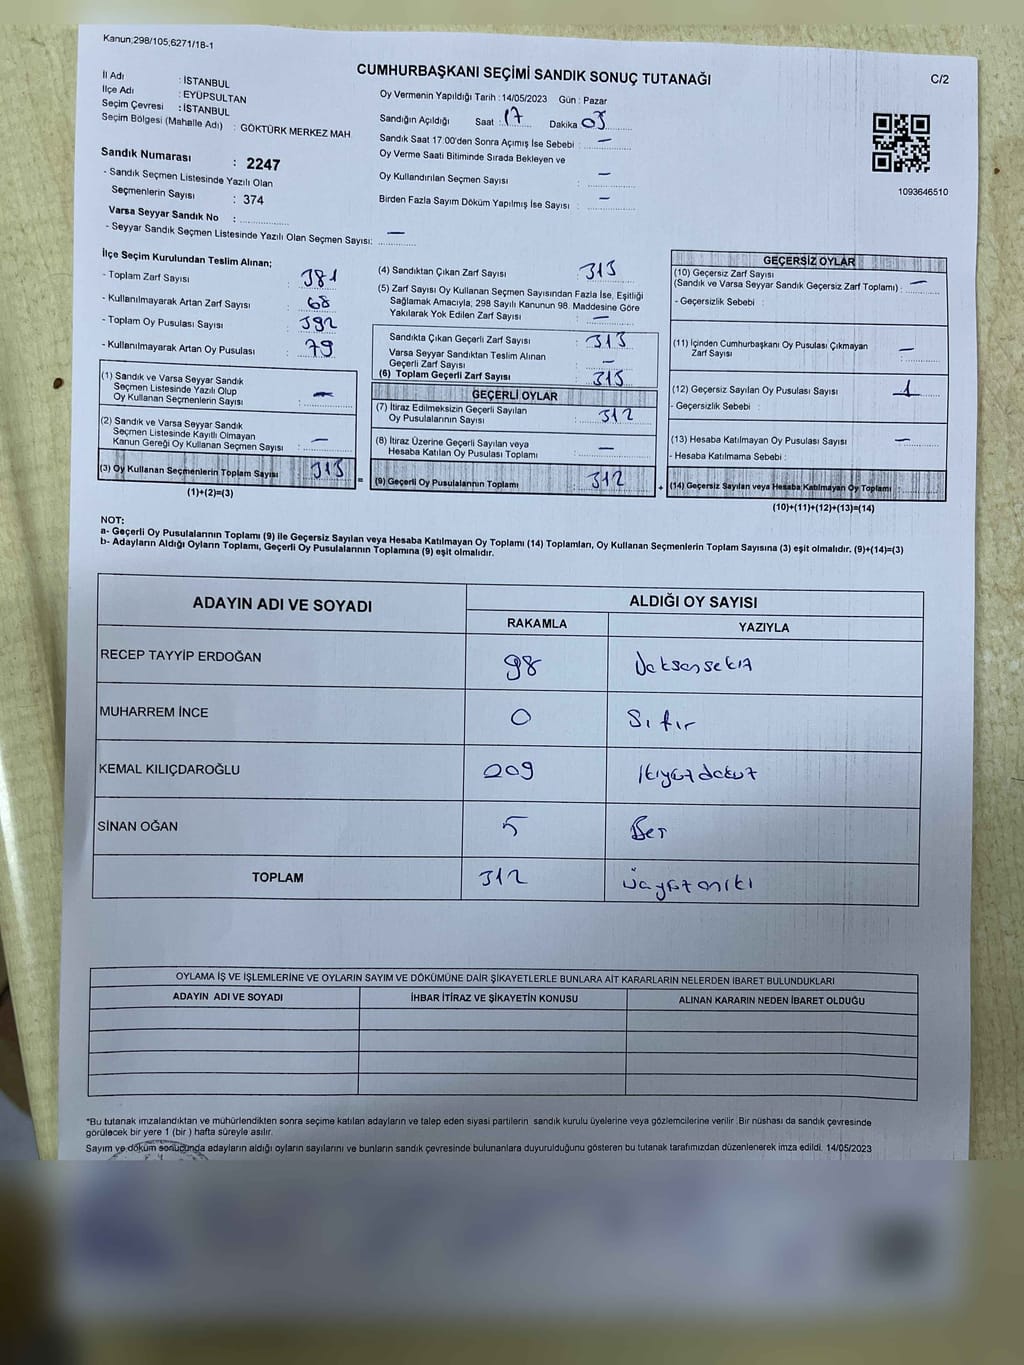 Kanun;298/105;6271/18-1
CUMHURBAŞKANI SEÇİMİ SANDIK SONUÇ TUTANAĞI
C/2
İl Adı : İSTANBUL
İlçe Adı : EYÜPSULTAN
Seçim Çevresi : İSTANBUL
Seçim Bölgesi (Mahalle Adı) : GÖKTÜRK MERKEZ MAH.
Oy Vermenin Yapıldığı Tarih :14/05/2023 Gün : Pazar
Sandığın Açıldığı Saat : 17 Dakika 03
Sandık Saat 17:00'den Sonra Açımış İse Sebebi : —
Oy Verme Saati Bitiminde Sırada Bekleyen ve
Oy Kullandırılan Seçmen Sayısı : —
Birden Fazla Sayım Döküm Yapılmış İse Sayısı : —
1093646510
Sandık Numarası : 2247
- Sandık Seçmen Listesinde Yazılı Olan
Seçmenlerin Sayısı : 374
Varsa Seyyar Sandık No :
- Seyyar Sandık Seçmen Listesinde Yazılı Olan Seçmen Sayısı: —
İlçe Seçim Kurulundan Teslim Alınan;
- Toplam Zarf Sayısı : 381
- Kullanılmayarak Artan Zarf Sayısı : 68
- Toplam Oy Pusulası Sayısı : 392
- Kullanılmayarak Artan Oy Pusulası : 79
(1) Sandık ve Varsa Seyyar Sandık
Seçmen Listesinde Yazılı Olup
Oy Kullanan Seçmenlerin Sayısı : —
(2) Sandık ve Varsa Seyyar Sandık
Seçmen Listesinde Kayıtlı Olmayan
Kanun Gereği Oy Kullanan Seçmen Sayısı : —
(3) Oy Kullanan Seçmenlerin Toplam Sayısı : 313
(1)+(2)=(3)
=
(4) Sandıktan Çıkan Zarf Sayısı : 313
(5) Zarf Sayısı Oy Kullanan Seçmen Sayısından Fazla İse, Eşitliği
Sağlamak Amacıyla; 298 Sayılı Kanunun 98. Maddesine Göre
Yakılarak Yok Edilen Zarf Sayısı : —
Sandıkta Çıkan Geçerli Zarf Sayısı : 313
Varsa Seyyar Sandıktan Teslim Alınan
Geçerli Zarf Sayısı : —
(6) Toplam Geçerli Zarf Sayısı : 313
GEÇERLİ OYLAR
(7) İtiraz Edilmeksizin Geçerli Sayılan
Oy Pusulalarının Sayısı : 312
(8) İtiraz Üzerine Geçerli Sayılan veya
Hesaba Katılan Oy Pusulası Toplamı : —
(9) Geçerli Oy Pusulalarının Toplamı : 312
+
GEÇERSİZ OYLAR
(10) Geçersiz Zarf Sayısı
(Sandık ve Varsa Seyyar Sandık Geçersiz Zarf Toplamı) : —
- Geçersizlik Sebebi :
(11) İçinden Cumhurbaşkanı Oy Pusulası Çıkmayan
Zarf Sayısı : —
(12) Geçersiz Sayılan Oy Pusulası Sayısı : 1
- Geçersizlik Sebebi :
(13) Hesaba Katılmayan Oy Pusulası Sayısı : —
- Hesaba Katılmama Sebebi :
(14) Geçersiz Sayılan veya Hesaba Katılmayan Oy Toplamı :
(10)+(11)+(12)+(13)=(14)
NOT:
a- Geçerli Oy Pusulalarının Toplamı (9) ile Geçersiz Sayılan veya Hesaba Katılmayan Oy Toplamı (14) Toplamları, Oy Kullanan Seçmenlerin Toplam Sayısına (3) eşit olmalıdır. (9)+(14)=(3)
b- Adayların Aldığı Oyların Toplamı, Geçerli Oy Pusulalarının Toplamına (9) eşit olmalıdır.
ADAYIN ADI VE SOYADI
ALDIĞI OY SAYISI
RAKAMLA YAZIYLA
RECEP TAYYİP ERDOĞAN 98
MUHARREM İNCE 0 Sıfır
KEMAL KILIÇDAROĞLU 209 İkiyüzdokuz
SİNAN OĞAN 5 Beş
TOPLAM 312 üçyüzoniki
OYLAMA İŞ VE İŞLEMLERİNE VE OYLARIN SAYIM VE DÖKÜMÜNE DAİR ŞİKAYETLERLE BUNLARA AİT KARARLARIN NELERDEN İBARET BULUNDUKLARI
ADAYIN ADI VE SOYADI İHBAR İTİRAZ VE ŞİKAYETİN KONUSU ALINAN KARARIN NEDEN İBARET OLDUĞU
*Bu tutanak imzalandıktan ve mühürlendikten sonra seçime katılan adayların ve talep eden siyasi partilerin sandık kurulu üyelerine veya gözlemcilerine verilir. Bir nüshası da sandık çevresinde
görülecek bir yere 1 (bir ) hafta süreyle asılır.
Sayım ve döküm sonucunda adayların aldığı oyların sayılarını ve bunların sandık çevresinde bulunanlara duyurulduğunu gösteren bu tutanak tarafımızdan düzenlenerek imza edildi. 14/05/2023